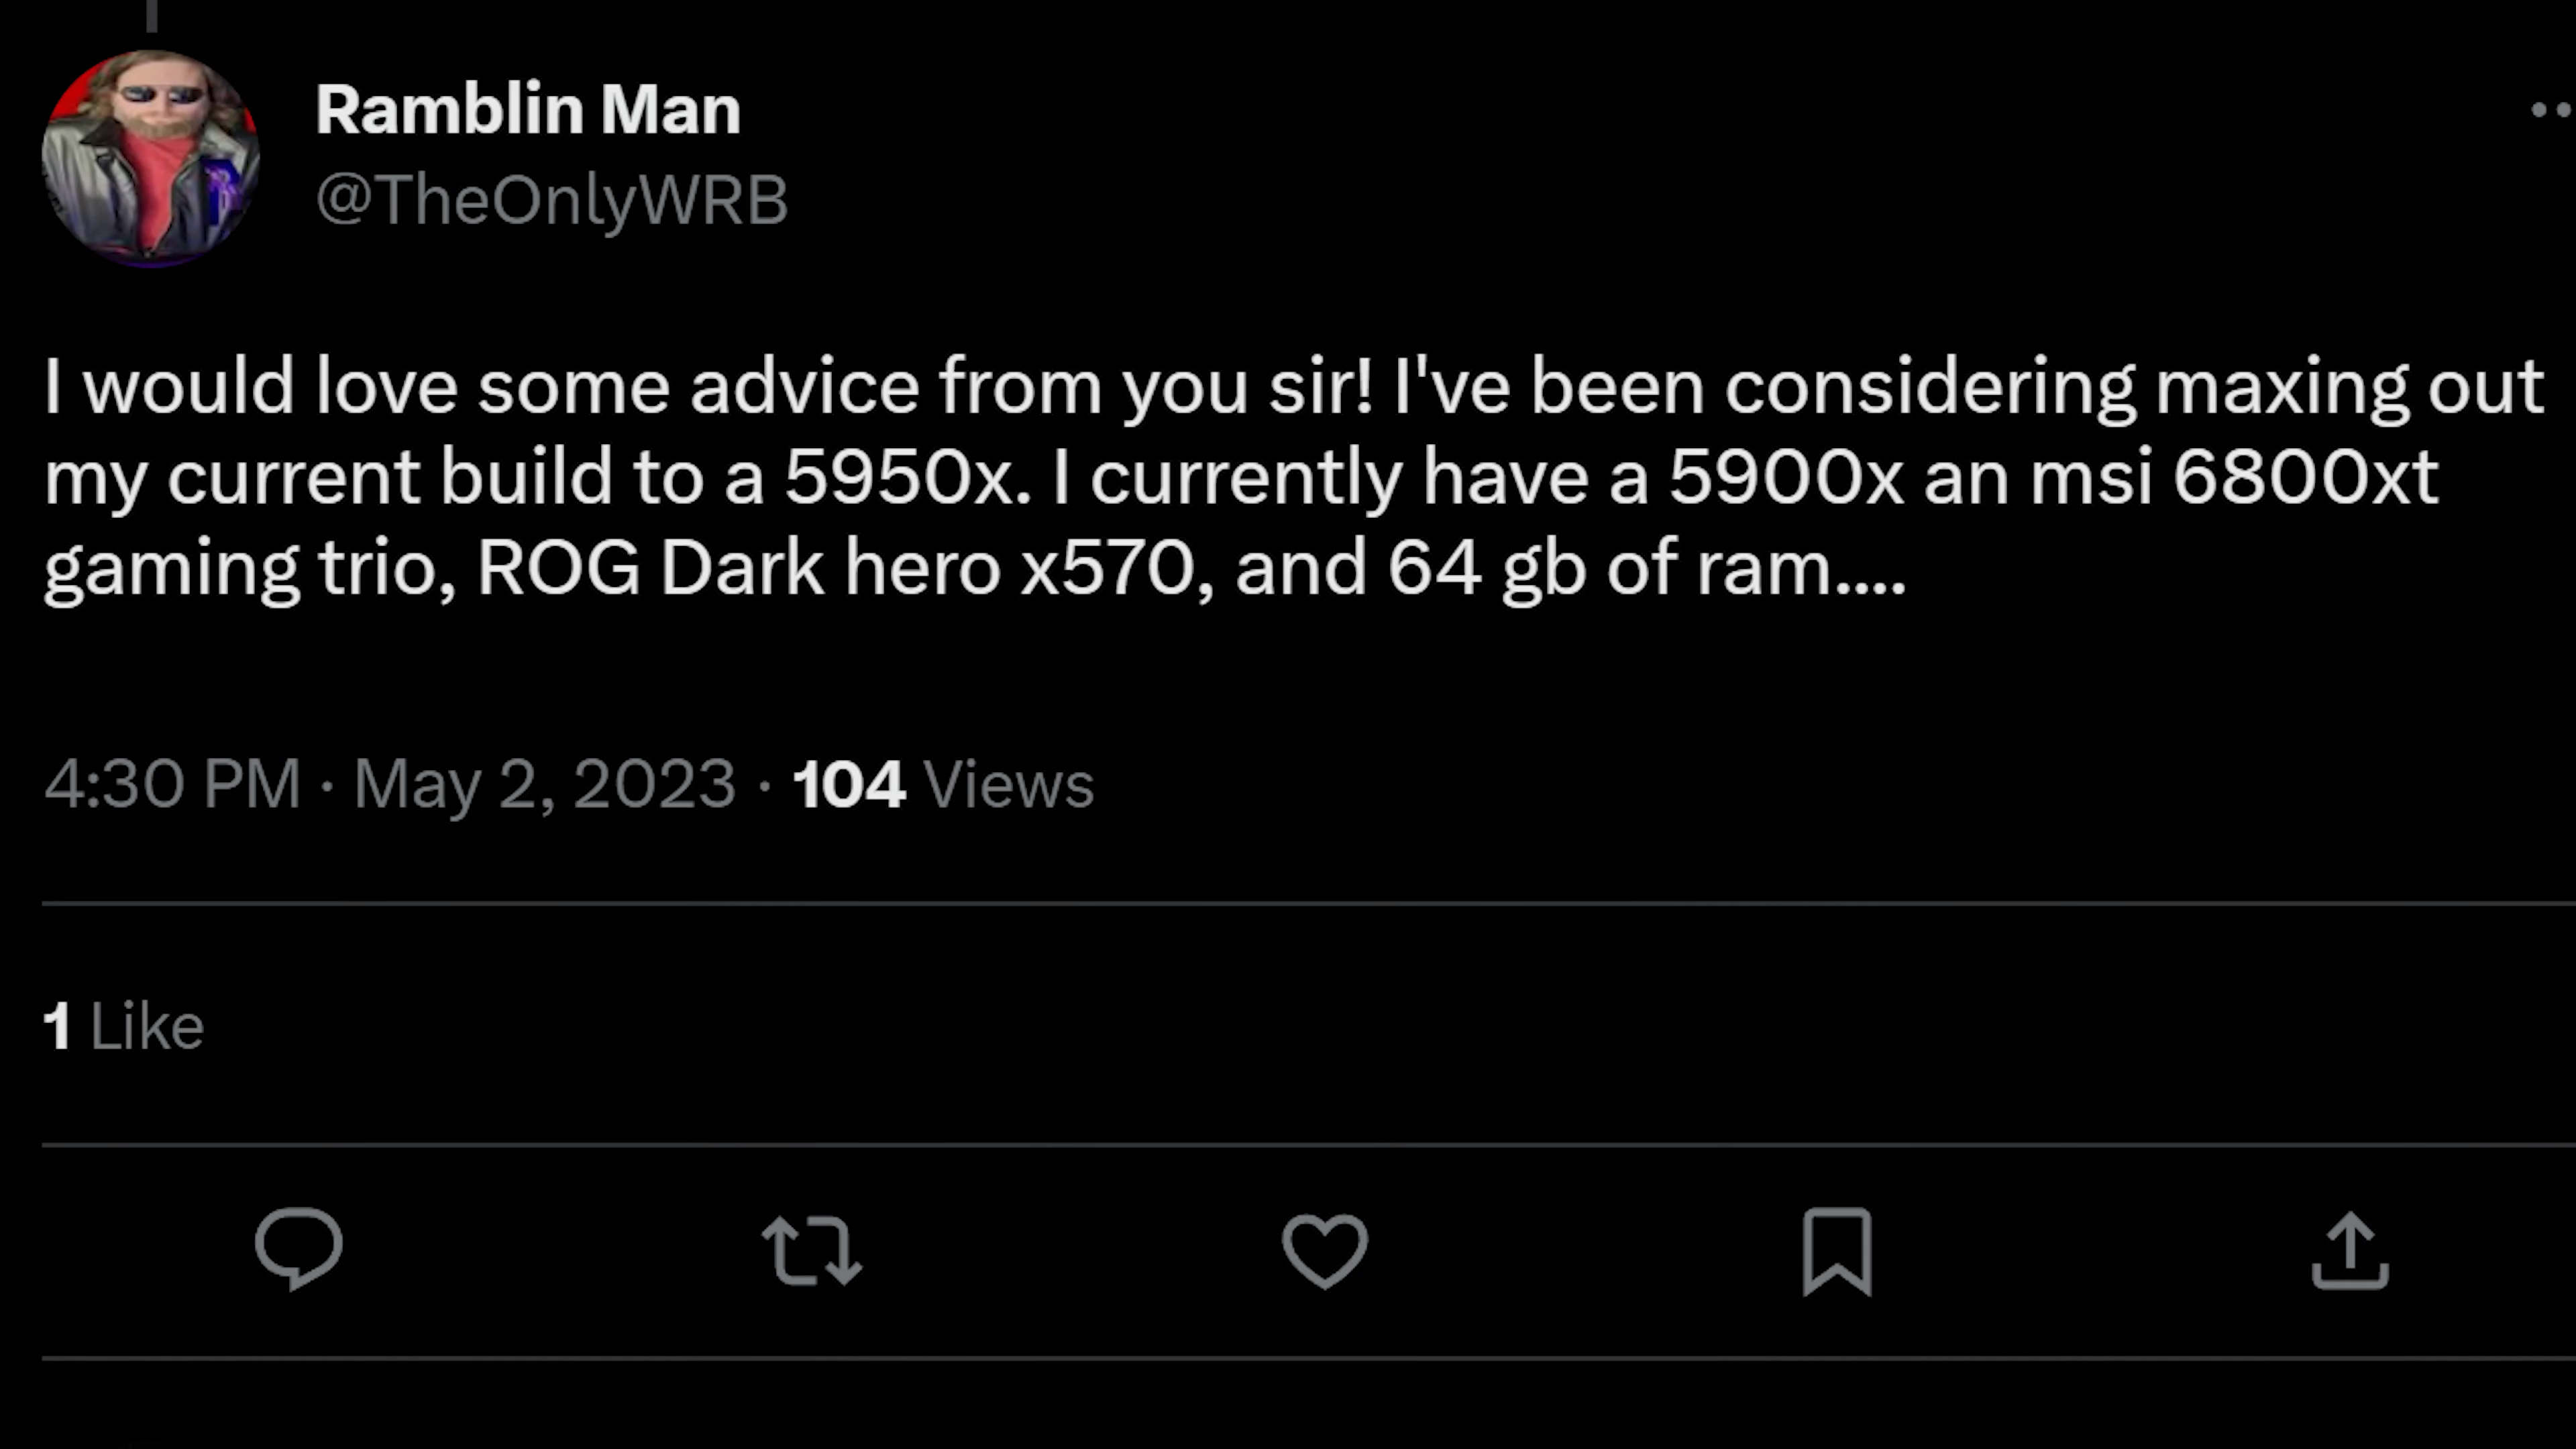 Ramblin Man
@TheOnlyWRB
I would love some advice from you sir! I've been considering maxing out
my current build to a 5950x. I currently have a 5900x an msi 6800xt
gaming trio, ROG Dark hero x570, and 64 gb of ram....
4:30 PM · May 2, 2023 · 104 Views
1 Like